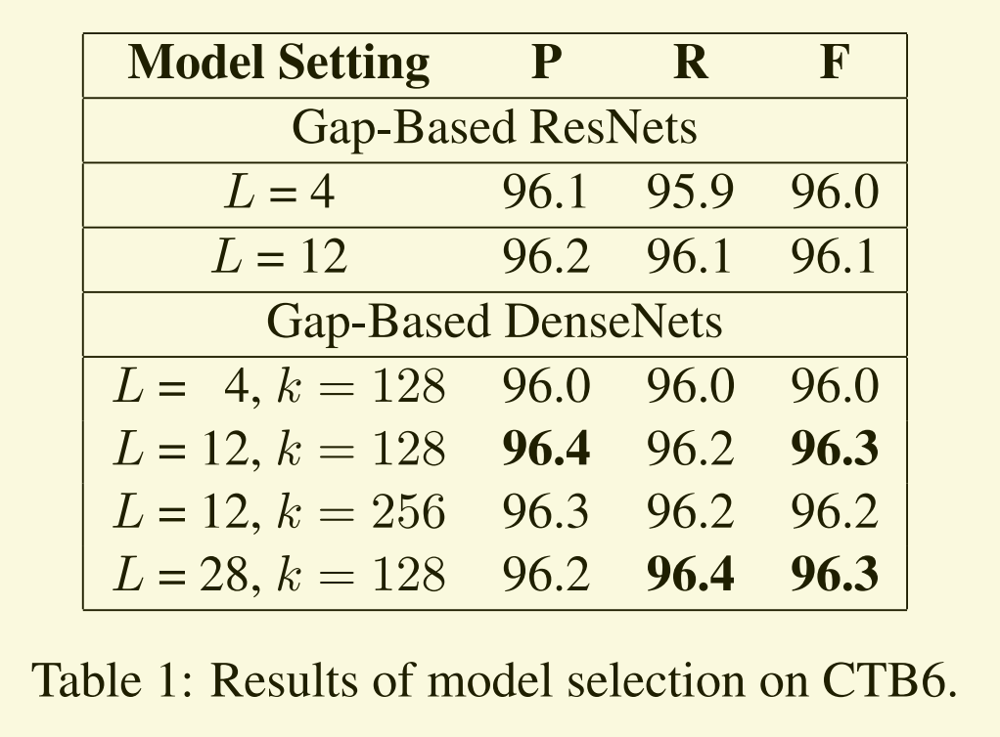 Model Setting P R F
Gap-Based ResNets
L = 4 96.1 95.9 96.0
L = 12 96.2 96.1 96.1
Gap-Based DenseNets
L = 4, k = 128 96.0 96.0 96.0
L = 12, k = 128 96.4 96.2 96.3
L = 12, k = 256 96.3 96.2 96.2
L = 28, k = 128 96.2 96.4 96.3
Table 1: Results of model selection on CTB6.